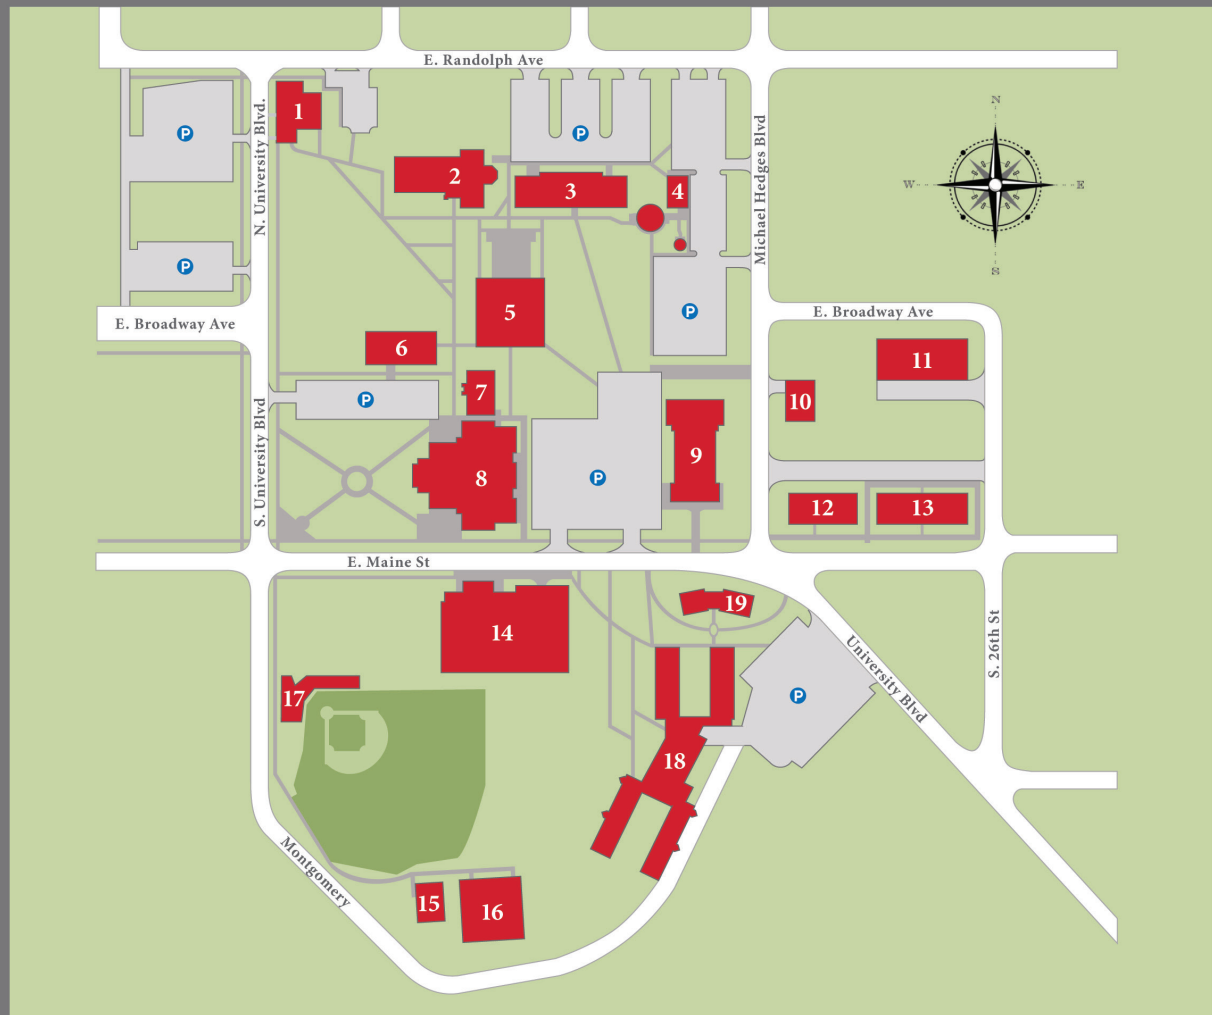 E. Randolph Ave
N
W
E
S
N. University Blvd.
Michael Hedges Blvd
1
P
P
2
3
4
P
5
P
E. Broadway Ave
E. Broadway Ave
6
11
7
P
10
S. University Blvd
8
P
9
12
13
E. Maine St
14
19
S. 26th St
University Blvd
17
P
18
Montgomery
15
16